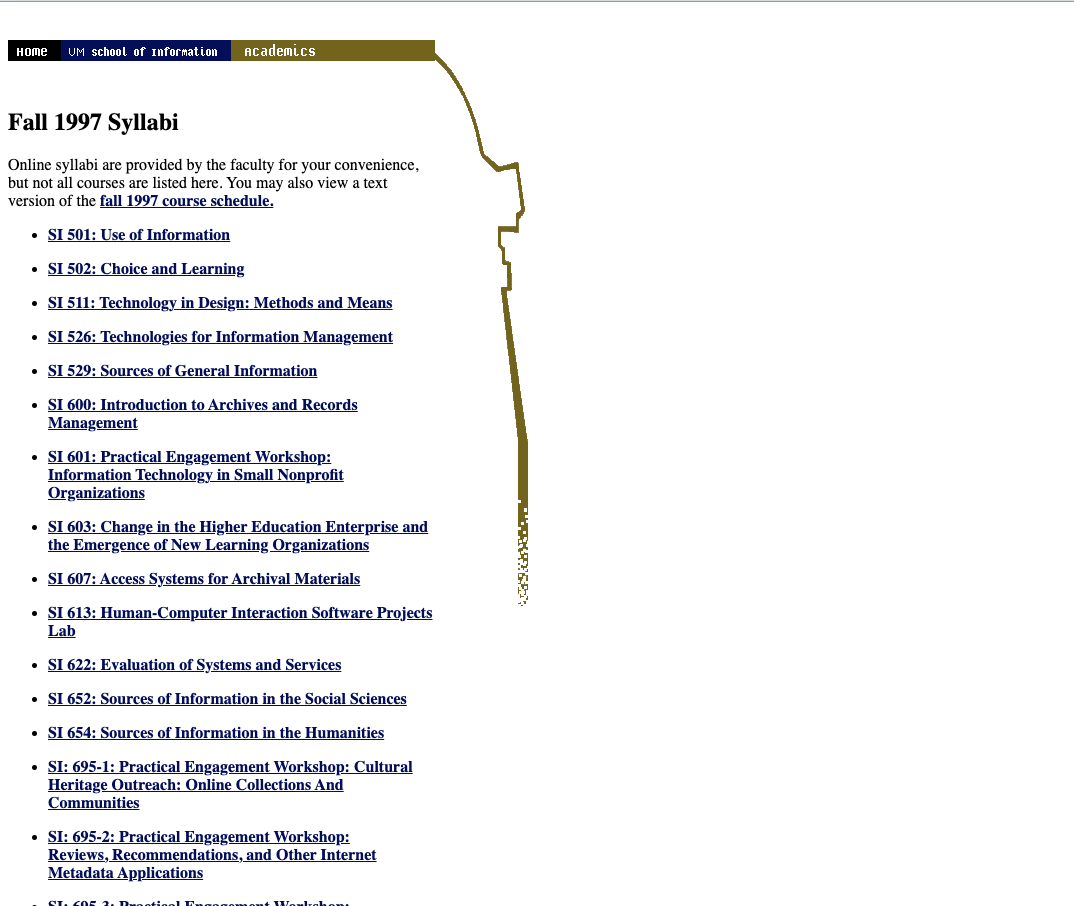 HOME UM school of Information Academics
Fall 1997 Syllabi
Online syllabi are provided by the faculty for your convenience,
but not all courses are listed here. You may also view a text
version of the fall 1997 course schedule.
SI 501: Use of Information
SI 502: Choice and Learning
SI 511: Technology in Design: Methods and Means
SI 526: Technologies for Information Management
SI 529: Sources of General Information
SI 600: Introduction to Archives and Records
Management
SI 601: Practical Engagement Workshop:
Information Technology in Small Nonprofit
Organizations
SI 603: Change in the Higher Education Enterprise and
the Emergence of New Learning Organizations
SI 607: Access Systems for Archival Materials
SI 613: Human-Computer Interaction Software Projects
Lab
SI 622: Evaluation of Systems and Services
SI 652: Sources of Information in the Social Sciences
SI 654: Sources of Information in the Humanities
SI: 695-1: Practical Engagement Workshop: Cultural
Heritage Outreach: Online Collections And
Communities
SI: 695-2: Practical Engagement Workshop:
Reviews, Recommendations, and Other Internet
Metadata Applications
SI: 695-3: Practical Engagement Workshop: